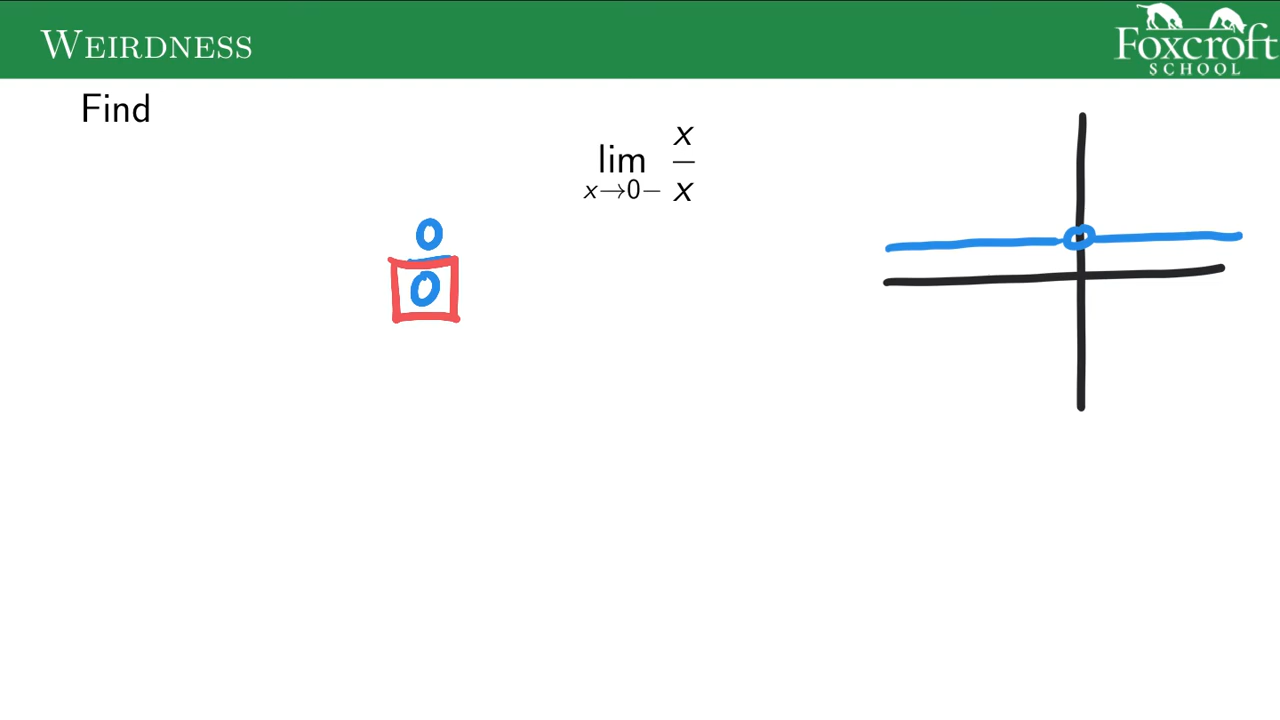 WEIRDNESS
Foxcroft
SCHOOL
Find
lim x→0− x/x
0
0